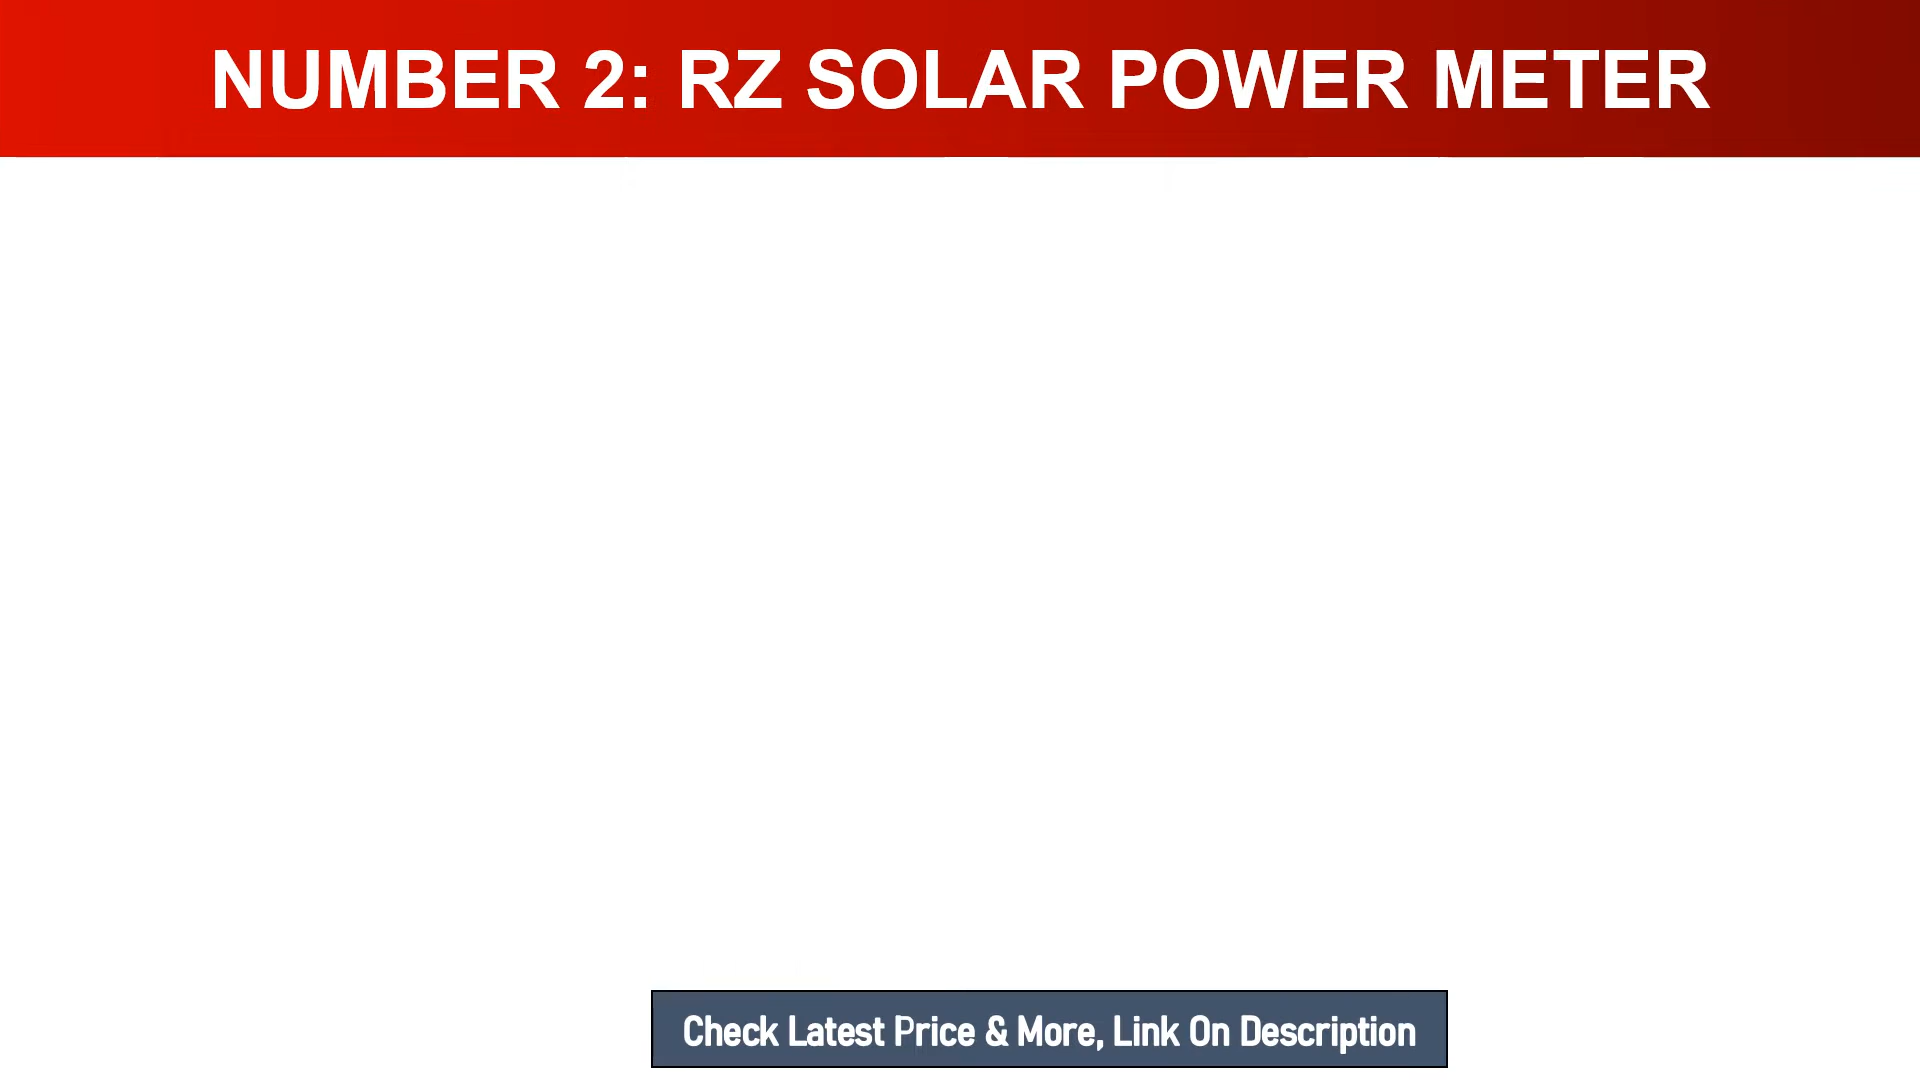 NUMBER 2: RZ SOLAR POWER METER
Check Latest Price & More, Link On Description